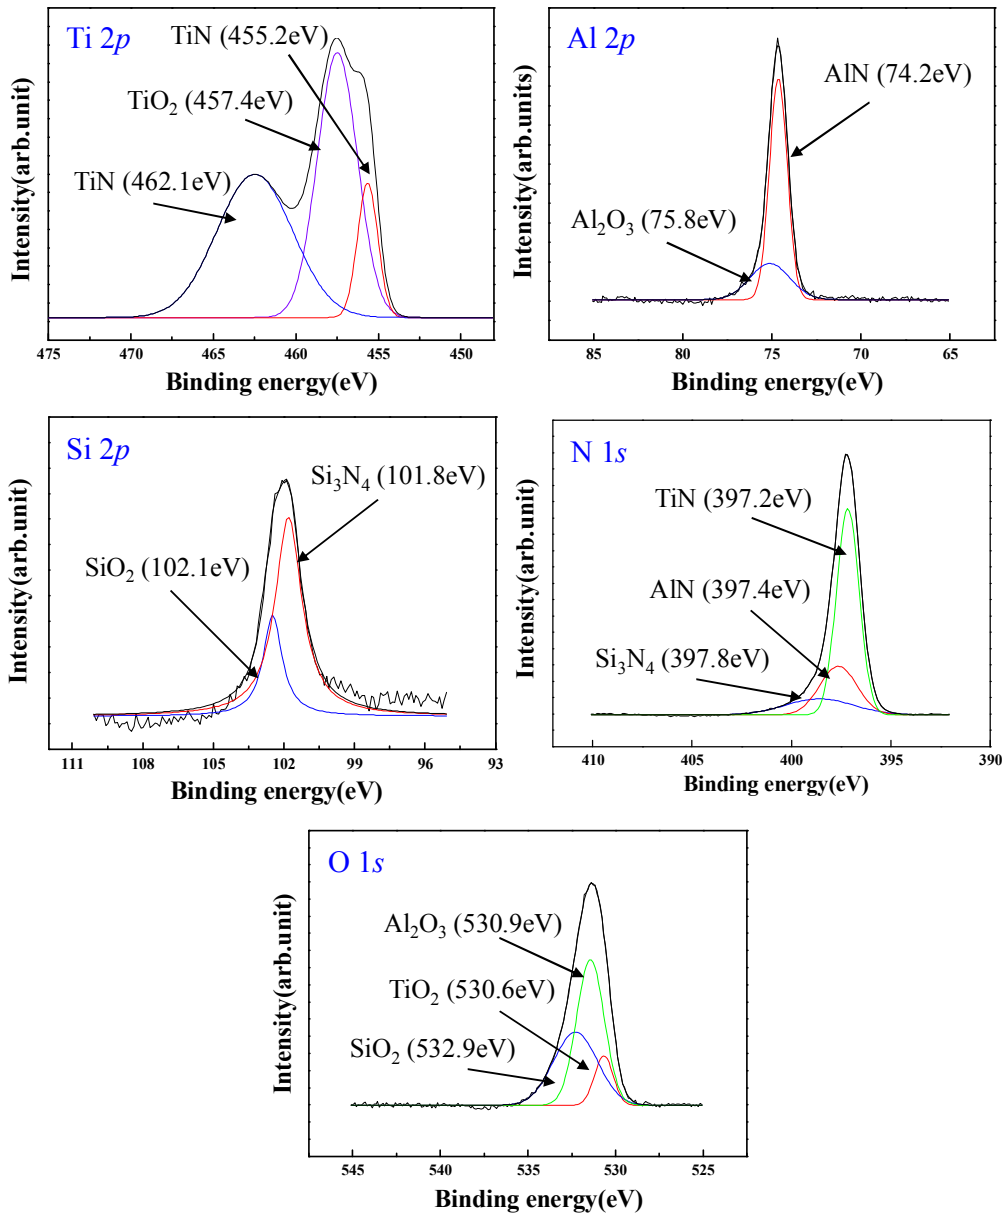 Ti 2p
TiN (455.2eV)
TiO₂ (457.4eV)
TiN (462.1eV)
Intensity(arb.unit)
475 470 465 460 455 450
Binding energy(eV)
Al 2p
AlN (74.2eV)
Al₂O₃ (75.8eV)
Intensity(arb.units)
85 80 75 70 65
Binding energy(eV)
Si 2p
Si₃N₄ (101.8eV)
SiO₂ (102.1eV)
Intensity(arb.unit)
111 108 105 102 99 96 93
Binding energy(eV)
N 1s
TiN (397.2eV)
AlN (397.4eV)
Si₃N₄ (397.8eV)
Intensity(arb.unit)
410 405 400 395 390
Binding energy(eV)
O 1s
Al₂O₃ (530.9eV)
TiO₂ (530.6eV)
SiO₂ (532.9eV)
Intensity(arb.unit)
545 540 535 530 525
Binding energy(eV)